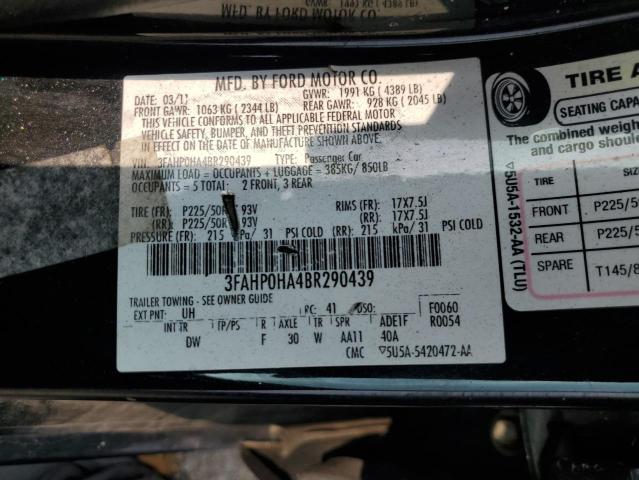 MFD. BY FORD MOTOR CO.
DATE: 03/11 GVWR: 1991 KG ( 4389 LB)
FRONT GAWR: 1063 KG ( 2344 LB) REAR GAWR: 928 KG ( 2045 LB)
THIS VEHICLE CONFORMS TO ALL APPLICABLE FEDERAL MOTOR
VEHICLE SAFETY, BUMPER, AND THEFT PREVENTION STANDARDS
IN EFFECT ON THE DATE OF MANUFACTURE SHOWN ABOVE.
VIN: 3FAHP0HA4BR290439 TYPE: Passenger Car
MAXIMUM LOAD = OCCUPANTS + LUGGAGE = 385KG/ 850LB
OCCUPANTS = 5 TOTAL: 2 FRONT, 3 REAR
TIRE (FR): P225/50R 93V RIMS (FR): 17X7.5J
(RR): P225/50R 93V (RR): 17X7.5J
PRESSURE (FR): 215 kPa/ 31 PSI COLD (RR): 215 kPa/ 31 PSI COLD
3FAHP0HA4BR290439
TRAILER TOWING - SEE OWNER GUIDE
EXT PNT: UH RC: 41 DSO: F0060
INT TR TP/PS R AXLE TR SPR ADE1F R0054
DW F 30 W AA11 40A
CMC ▽5U5A-5420472-AA
▽5U5A-1532-AA (TLU)
TIRE
SEATING
The combined
and cargo
TIRE
FRONT P225/
REAR P225/
SPARE T145/